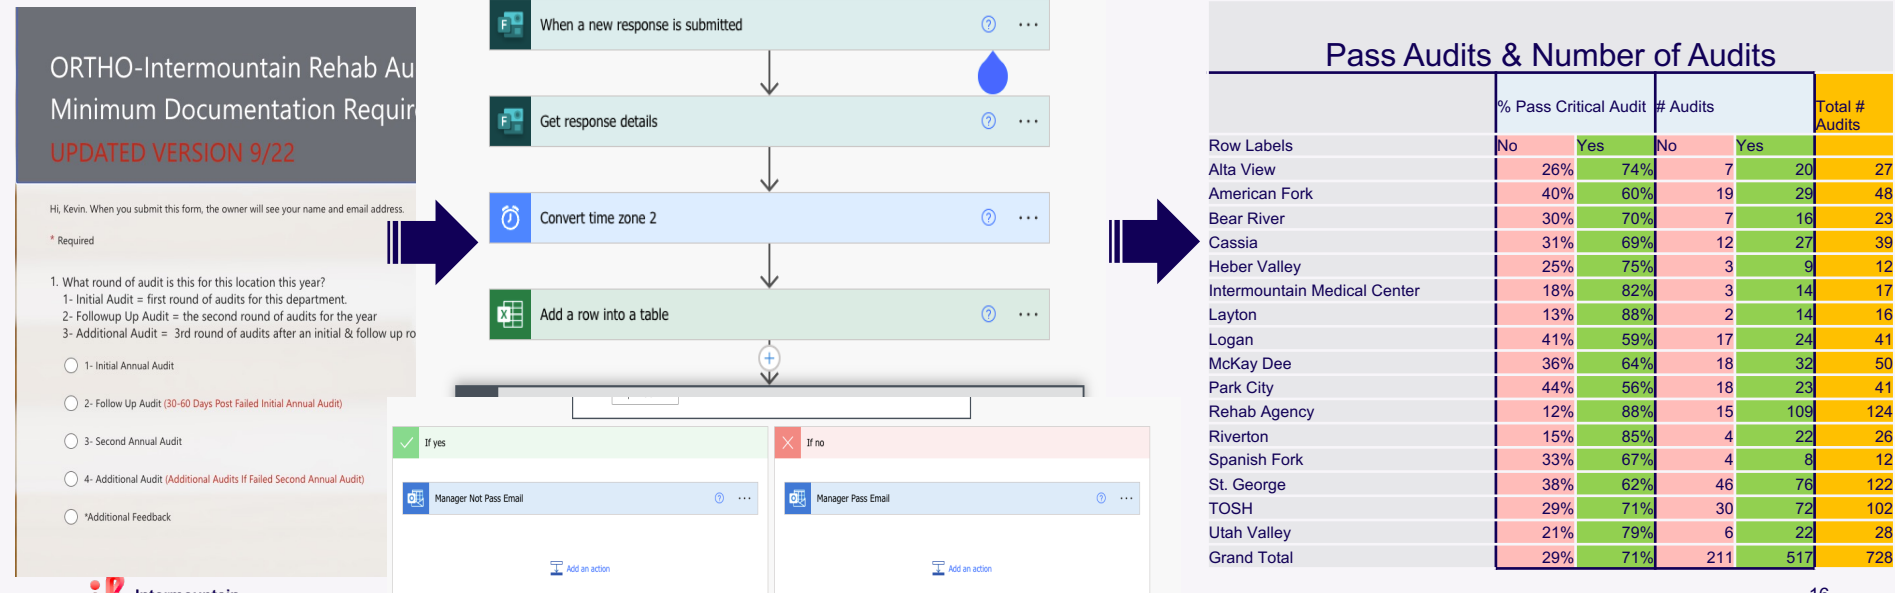 ORTHO-Intermountain Rehab Au
Minimum Documentation Requir
UPDATED VERSION 9/22
Hi, Kevin. When you submit this form, the owner will see your name and email address.
* Required
1. What round of audit is this for this location this year?
1- Initial Audit = first round of audits for this department.
2- Followup Up Audit = the second round of audits for the year
3- Additional Audit = 3rd round of audits after an initial & follow up ro
1- Initial Annual Audit
2- Follow Up Audit (30-60 Days Post Failed Initial Annual Audit)
3- Second Annual Audit
4- Additional Audit (Additional Audits If Failed Second Annual Audit)
*Additional Feedback
When a new response is submitted
Get response details
Convert time zone 2
Add a row into a table
If yes
Manager Not Pass Email
Add an action
If no
Manager Pass Email
Add an action
Pass Audits & Number of Audits
% Pass Critical Audit # Audits Total # Audits
Row Labels No Yes No Yes
Alta View 26% 74% 7 20 27
American Fork 40% 60% 19 29 48
Bear River 30% 70% 7 16 23
Cassia 31% 69% 12 27 39
Heber Valley 25% 75% 3 9 12
Intermountain Medical Center 18% 82% 3 14 17
Layton 13% 88% 2 14 16
Logan 41% 59% 17 24 41
McKay Dee 36% 64% 18 32 50
Park City 44% 56% 18 23 41
Rehab Agency 12% 88% 15 109 124
Riverton 15% 85% 4 22 26
Spanish Fork 33% 67% 4 8 12
St. George 38% 62% 46 76 122
TOSH 29% 71% 30 72 102
Utah Valley 21% 79% 6 22 28
Grand Total 29% 71% 211 517 728
Intermountain
16